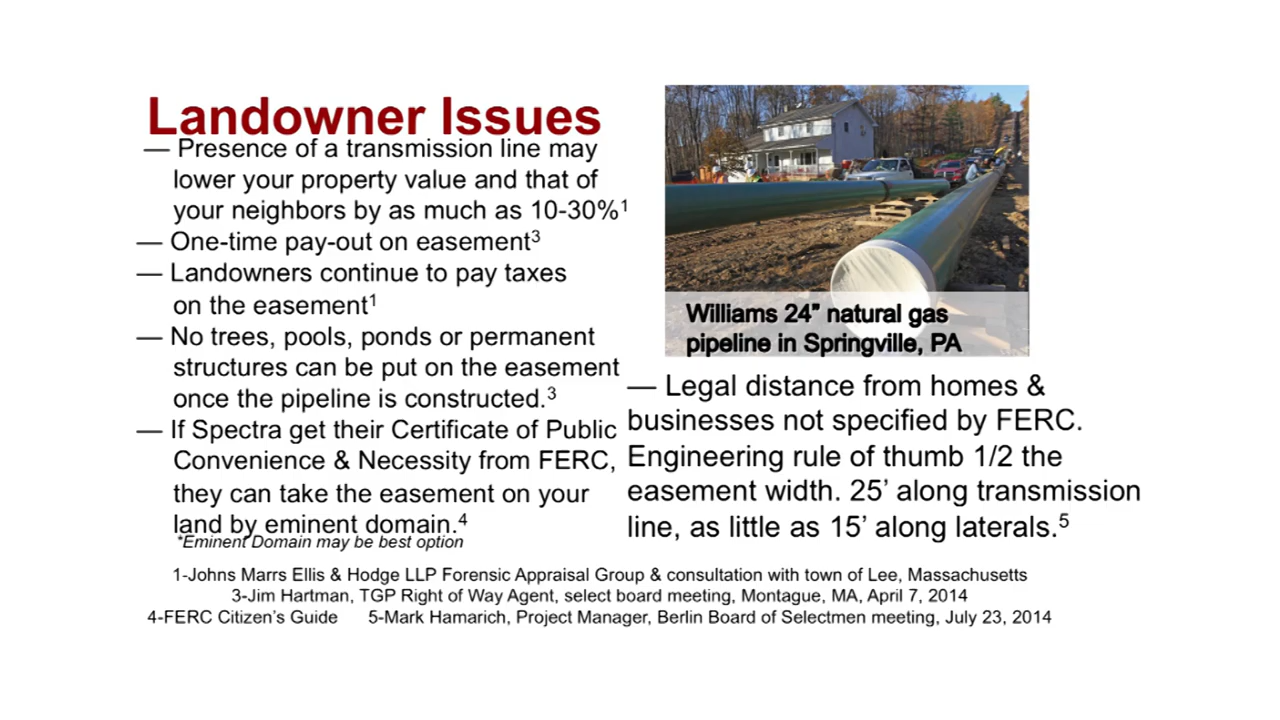 Landowner Issues
— Presence of a transmission line may
lower your property value and that of
your neighbors by as much as 10-30%¹
— One-time pay-out on easement³
— Landowners continue to pay taxes
on the easement¹
— No trees, pools, ponds or permanent
structures can be put on the easement
once the pipeline is constructed.³
— If Spectra get their Certificate of Public
Convenience & Necessity from FERC,
they can take the easement on your
land by eminent domain.⁴
*Eminent Domain may be best option
Williams 24" natural gas
pipeline in Springville, PA
— Legal distance from homes &
businesses not specified by FERC.
Engineering rule of thumb 1/2 the
easement width. 25’ along transmission
line, as little as 15’ along laterals.⁵
1-Johns Marrs Ellis & Hodge LLP Forensic Appraisal Group & consultation with town of Lee, Massachusetts
3-Jim Hartman, TGP Right of Way Agent, select board meeting, Montague, MA, April 7, 2014
4-FERC Citizen’s Guide 5-Mark Hamarich, Project Manager, Berlin Board of Selectmen meeting, July 23, 2014